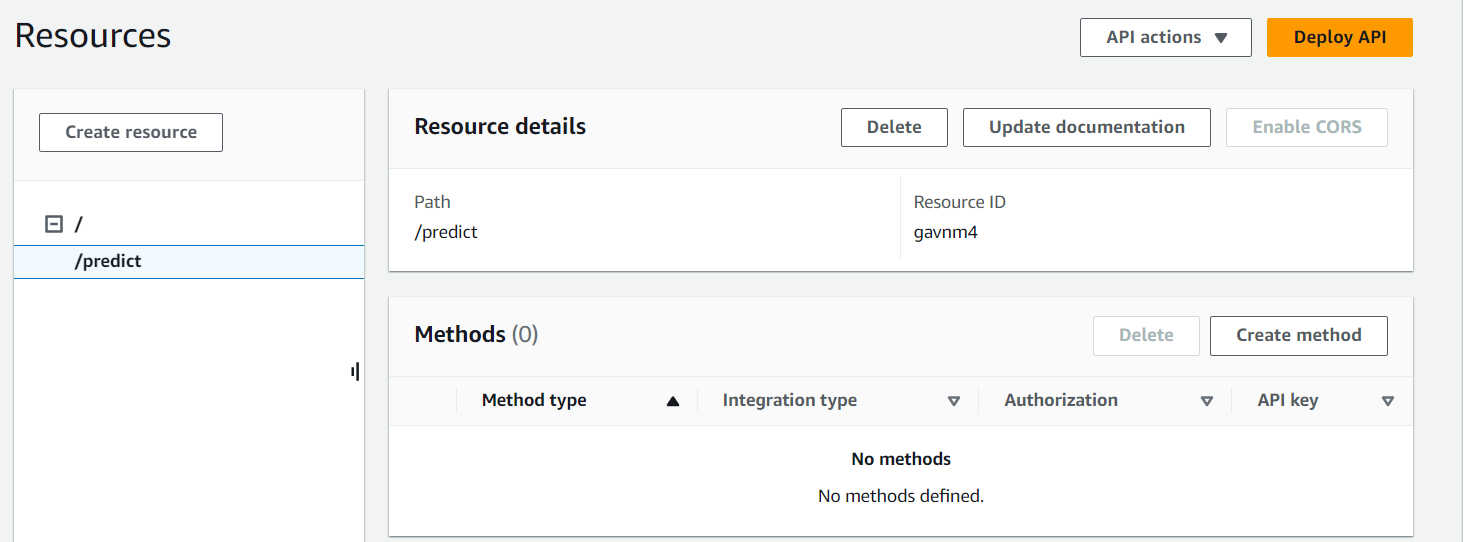 Resources
API actions
Deploy API
Create resource
/
/predict
Resource details
Delete
Update documentation
Enable CORS
Path
/predict
Resource ID
gavnm4
Methods (0)
Delete
Create method
Method type
Integration type
Authorization
API key
No methods
No methods defined.